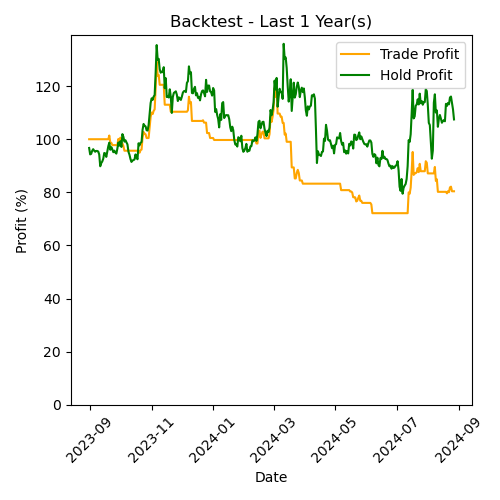 Backtest - Last 1 Year(s)
Trade Profit
Hold Profit
Profit (%)
120
100
80
60
40
20
0
2023-09
2023-11
2024-01
2024-03
2024-05
2024-07
2024-09
Date